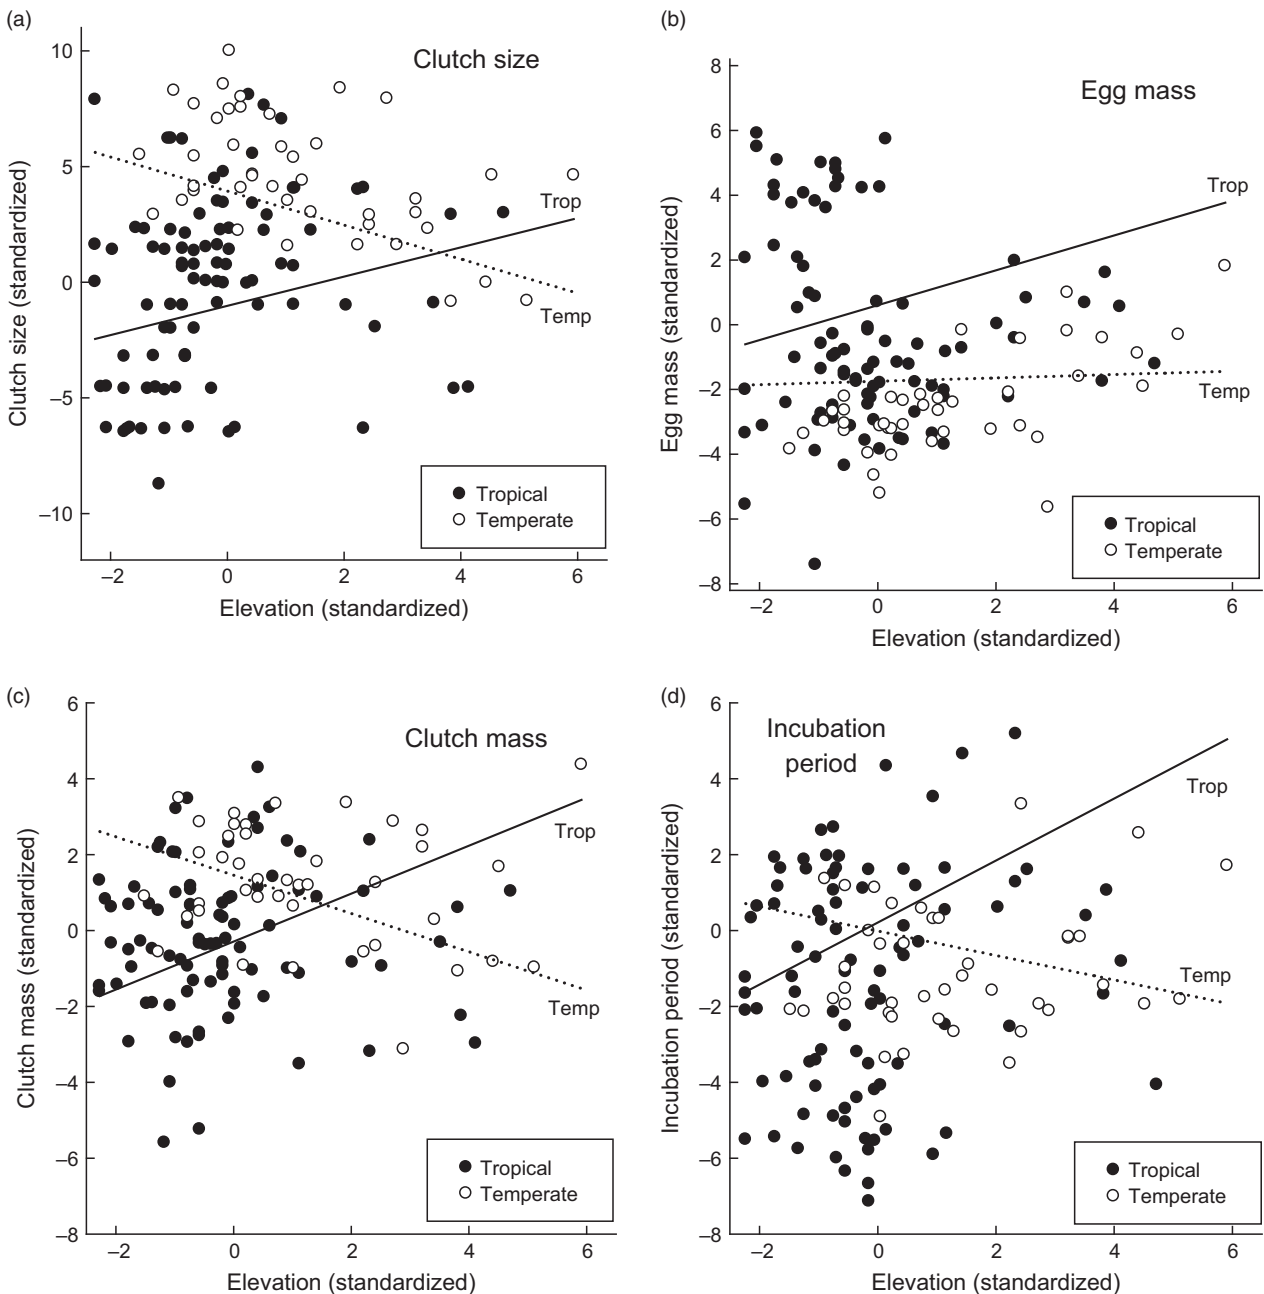 (a)
Clutch size
10
5
0
–5
–10
Clutch size (standardized)
Trop
Temp
Tropical
Temperate
–2 0 2 4 6
Elevation (standardized)
(b)
Egg mass
8
6
4
2
0
–2
–4
–6
–8
Egg mass (standardized)
Trop
Temp
Tropical
Temperate
–2 0 2 4 6
Elevation (standardized)
(c)
Clutch mass
6
4
2
0
–2
–4
–6
–8
Clutch mass (standardized)
Trop
Temp
Tropical
Temperate
–2 0 2 4 6
Elevation (standardized)
(d)
Incubation
period
6
4
2
0
–2
–4
–6
–8
Incubation period (standardized)
Trop
Temp
Tropical
Temperate
–2 0 2 4 6
Elevation (standardized)